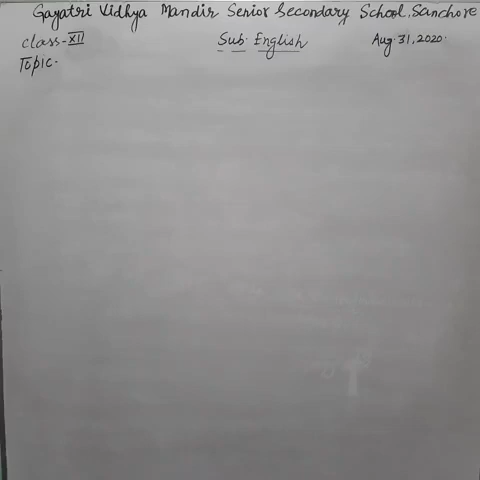 Gayatri Vidhya Mandir Senior Secondary School, Sanchore
Class-XII Sub. English Aug. 31, 2020.
Topic.